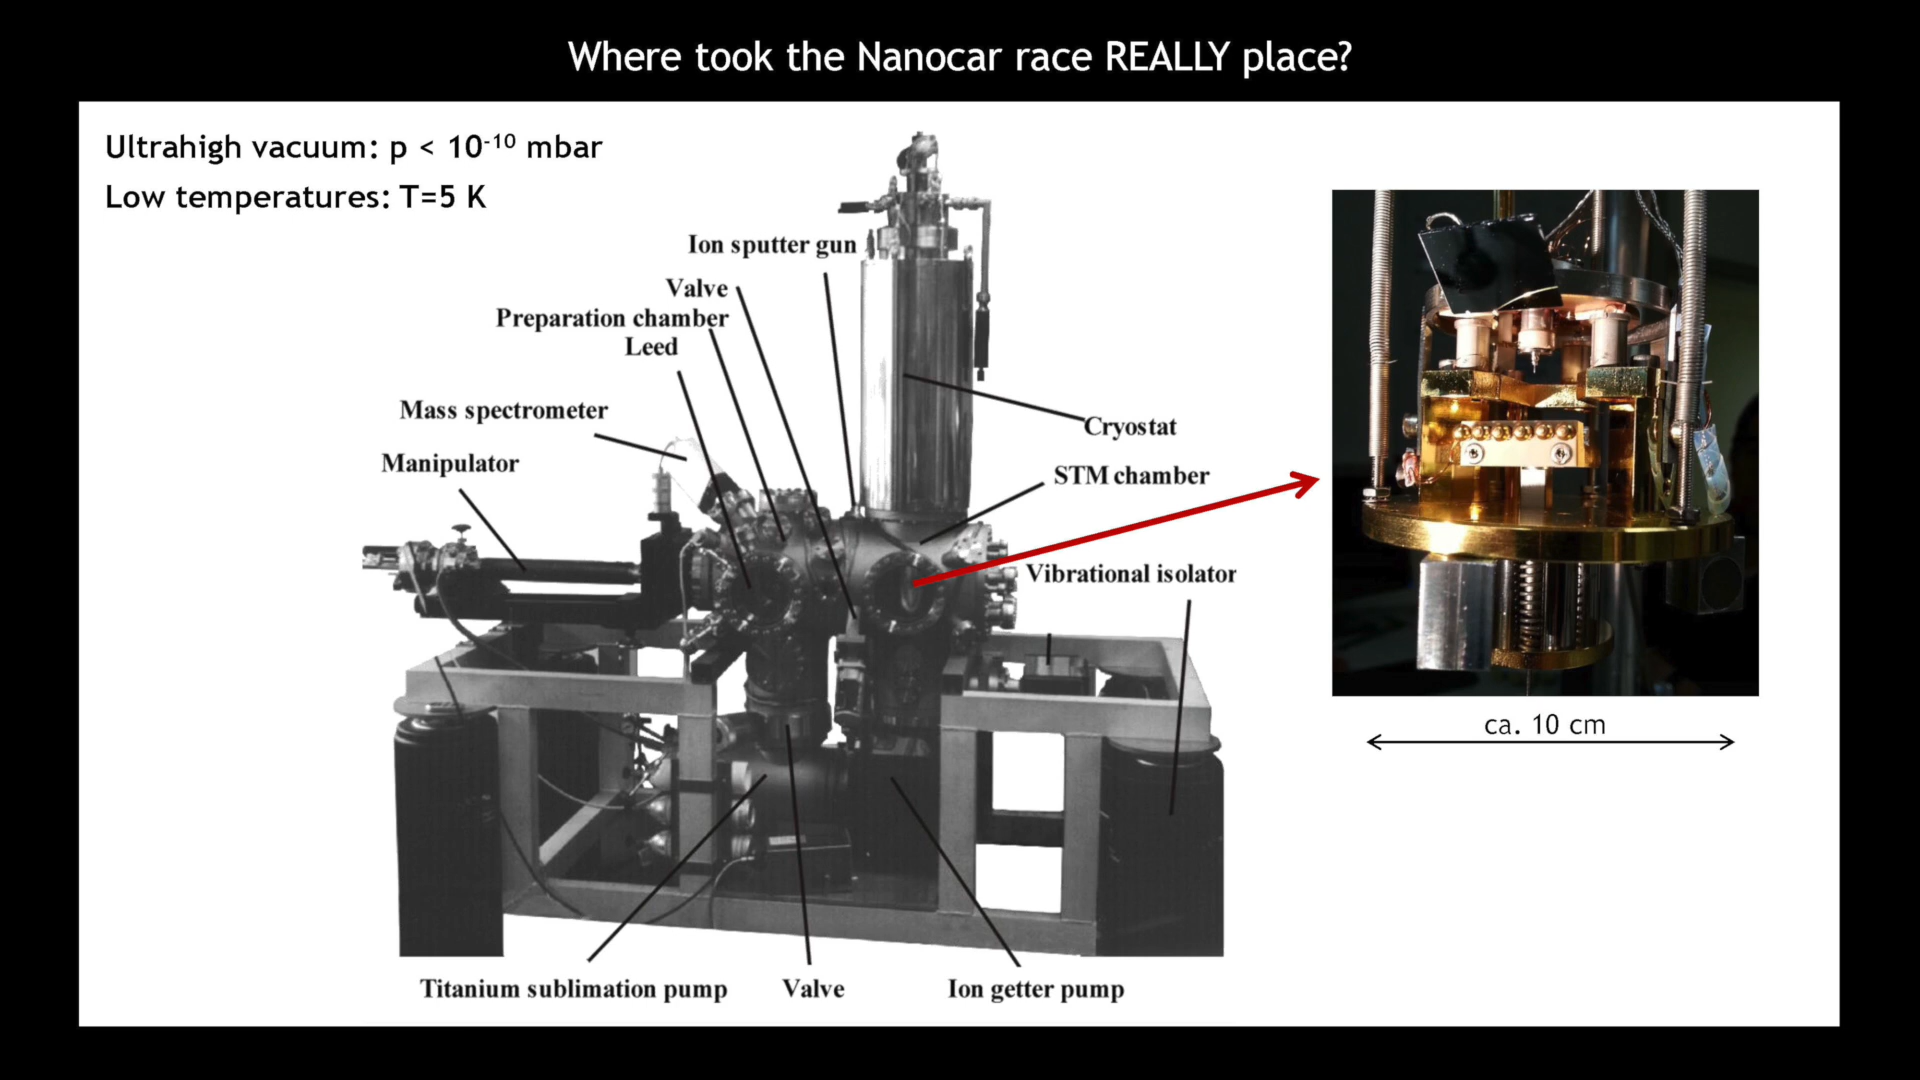 Where took the Nanocar race REALLY place?
Ultrahigh vacuum: p < 10⁻¹⁰ mbar
Low temperatures: T=5 K
Ion sputter gun
Valve
Preparation chamber
Leed
Mass spectrometer
Manipulator
Cryostat
STM chamber
Vibrational isolator
ca. 10 cm
Titanium sublimation pump
Valve
Ion getter pump